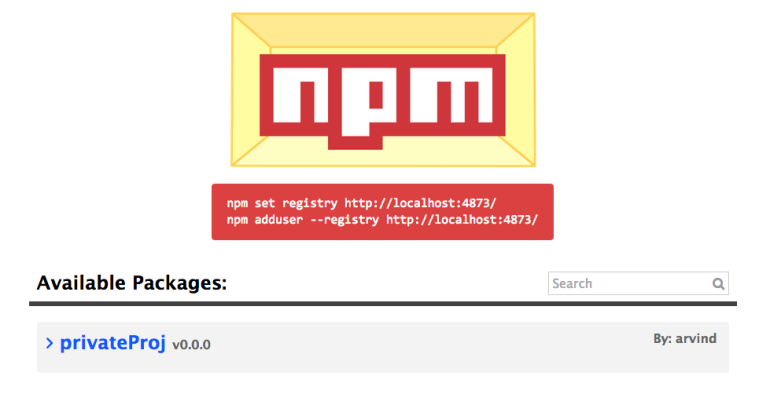 npm
npm set registry http://localhost:4873/
npm adduser --registry http://localhost:4873/
Available Packages:
Search
› privateProj v0.0.0
By: arvind